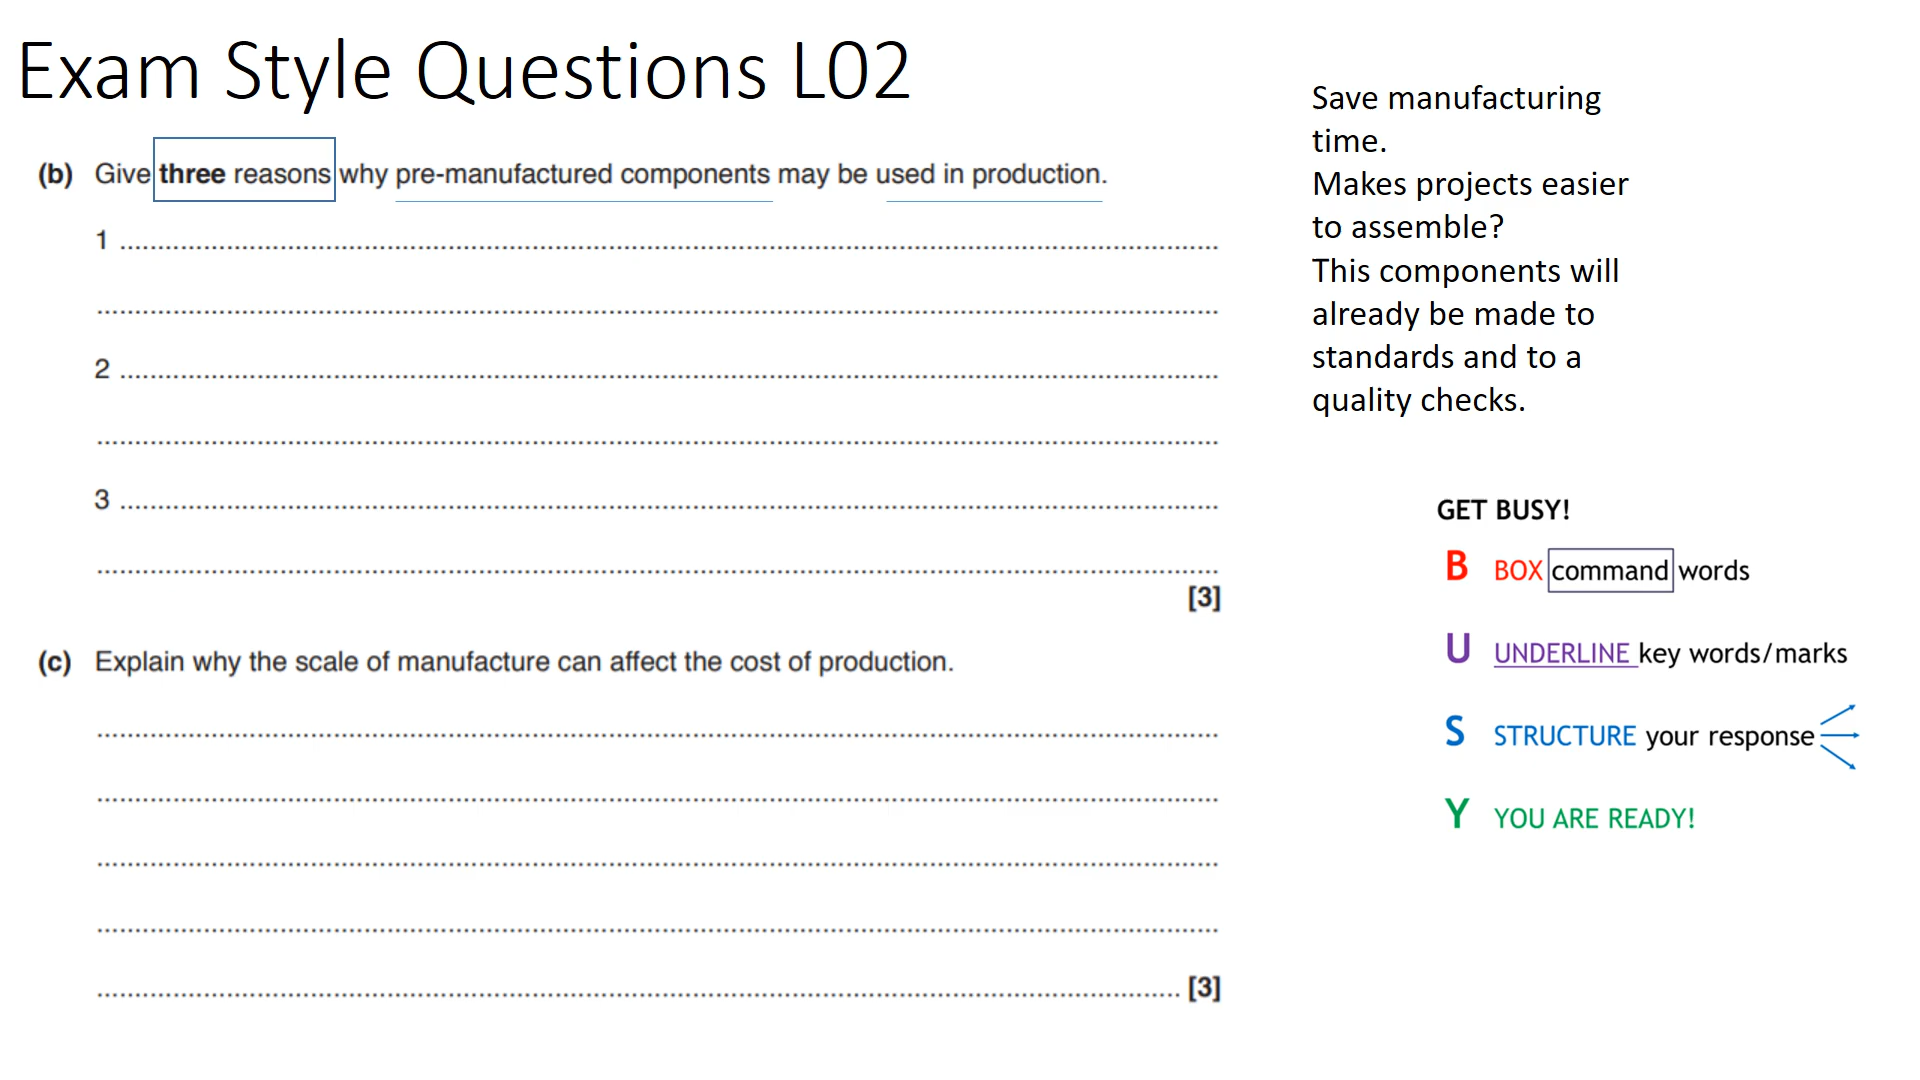 Exam Style Questions L02
(b) Give three reasons why pre-manufactured components may be used in production.
1 ....................
....................
2 ....................
....................
3 ....................
....................
[3]
(c) Explain why the scale of manufacture can affect the cost of production.
....................
....................
....................
....................
.................... [3]
Save manufacturing
time.
Makes projects easier
to assemble?
This components will
already be made to
standards and to a
quality checks.
GET BUSY!
B BOX command words
U UNDERLINE key words/marks
S STRUCTURE your response
Y YOU ARE READY!